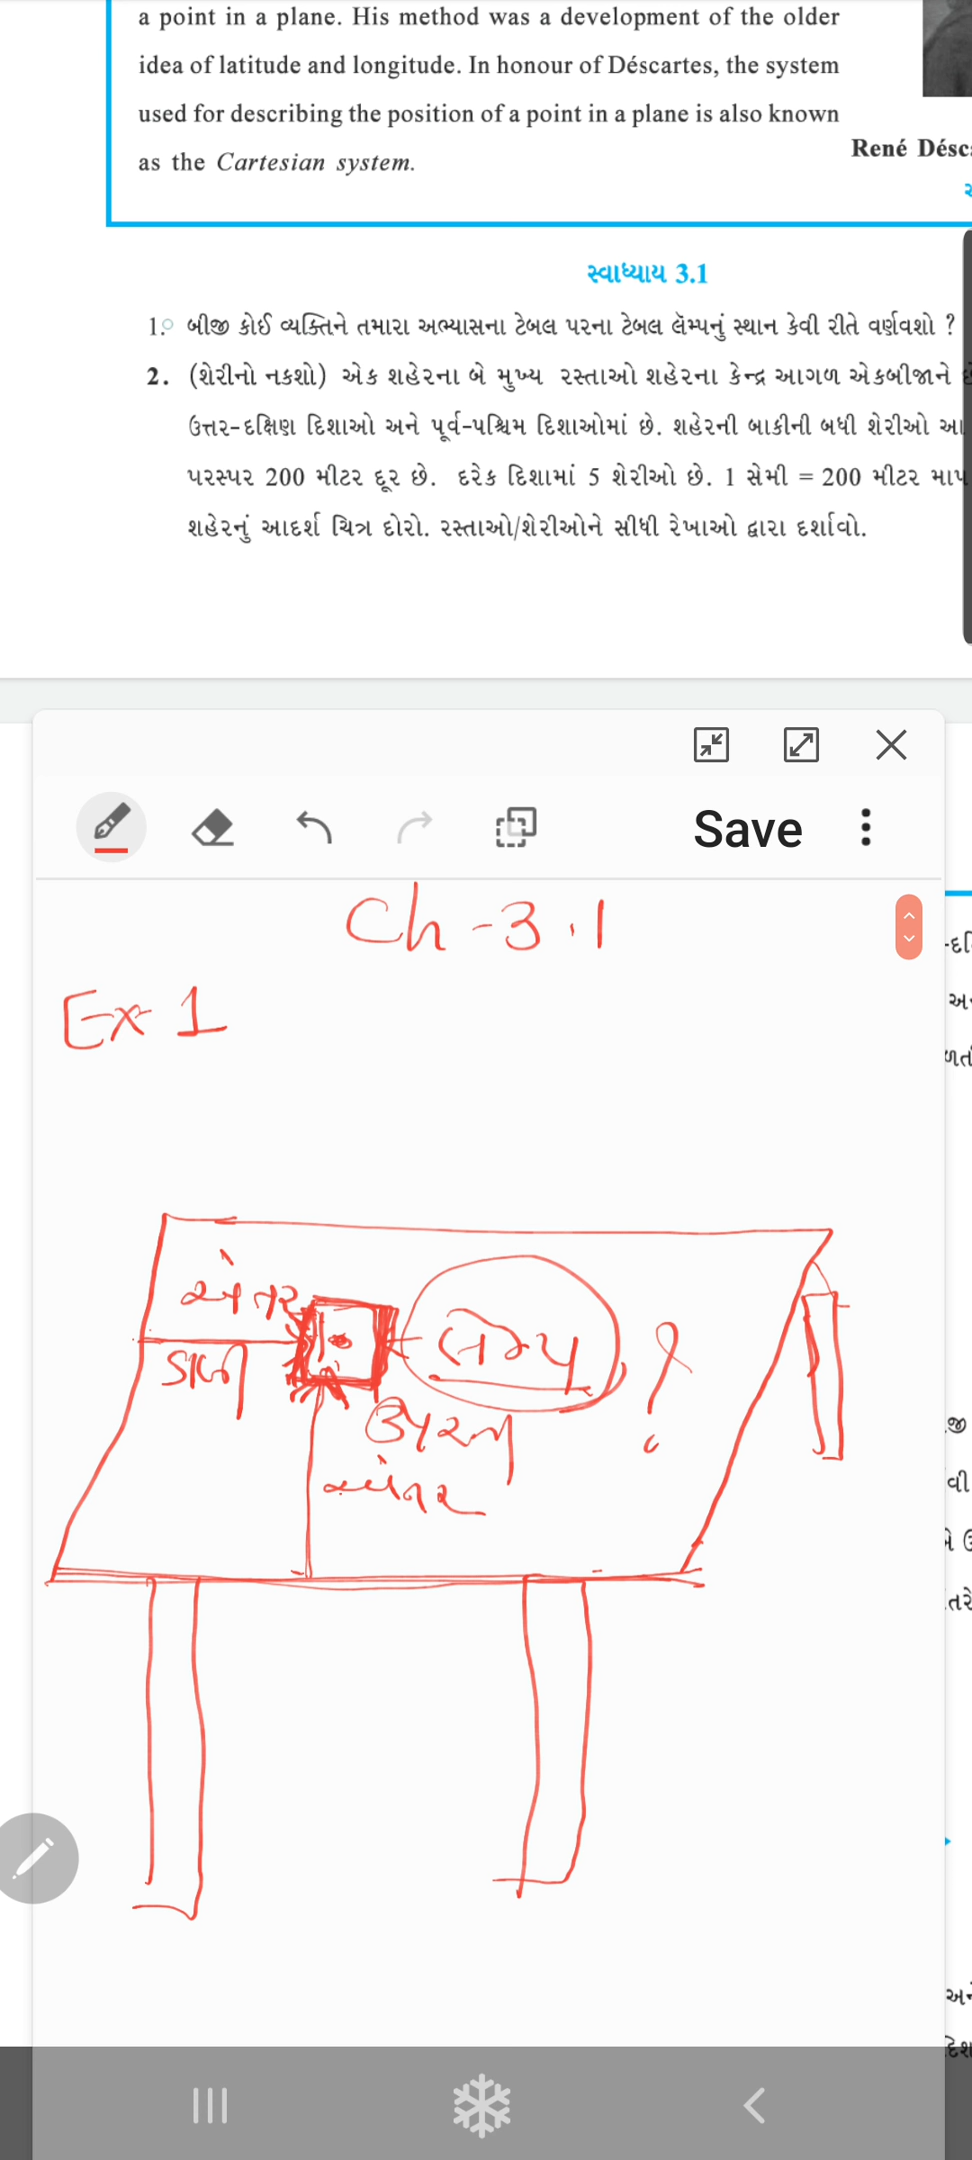 a point in a plane. His method was a development of the older
idea of latitude and longitude. In honour of Déscartes, the system
used for describing the position of a point in a plane is also known
as the Cartesian system.
René Désc
સ્વાધ્યાય 3.1
1. બીજી કોઈ વ્યક્તિને તમારા અભ્યાસના ટેબલ પરના ટેબલ લૅમ્પનું સ્થાન કેવી રીતે વર્ણવશો ?
2. (શેરીનો નકશો) એક શહેરના બે મુખ્ય રસ્તાઓ શહેરના કેન્દ્ર આગળ એકબીજાને
ઉત્તર-દક્ષિણ દિશાઓ અને પૂર્વ-પશ્ચિમ દિશાઓમાં છે. શહેરની બાકીની બધી શેરીઓ આ
પરસ્પર 200 મીટર દૂર છે. દરેક દિશામાં 5 શેરીઓ છે. 1 સેમી = 200 મીટર માપ
શહેરનું આદર્શ ચિત્ર દોરો. રસ્તાઓ/શેરીઓને સીધી રેખાઓ દ્વારા દર્શાવો.
Save
Ch-3.1
Ex 1